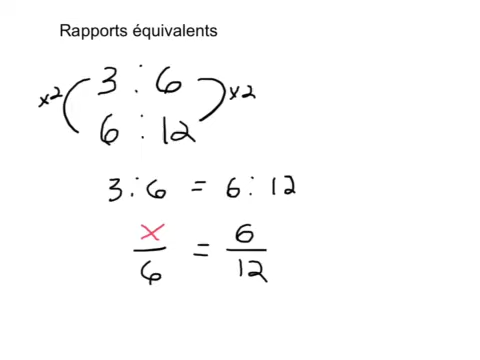 Rapports équivalents
x2 3 : 6 x2
6 : 12
3 : 6 = 6 : 12
x/6 = 6/12